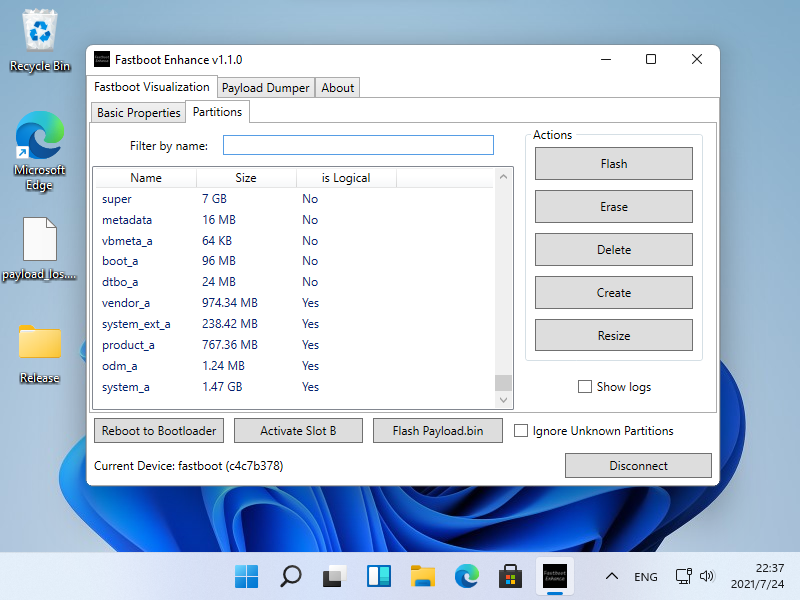 Recycle Bin
Microsoft
Edge
payload_los....
Release
Fastboot Enhance v1.1.0
Fastboot Visualization Payload Dumper About
Basic Properties Partitions
Filter by name:
Name Size is Logical
super 7 GB No
metadata 16 MB No
vbmeta_a 64 KB No
boot_a 96 MB No
dtbo_a 24 MB No
vendor_a 974.34 MB Yes
system_ext_a 238.42 MB Yes
product_a 767.36 MB Yes
odm_a 1.24 MB Yes
system_a 1.47 GB Yes
Actions
Flash
Erase
Delete
Create
Resize
Show logs
Reboot to Bootloader Activate Slot B Flash Payload.bin Ignore Unknown Partitions
Current Device: fastboot (c4c7b378) Disconnect
Fastboot
Enhance
ENG
22:37
2021/7/24